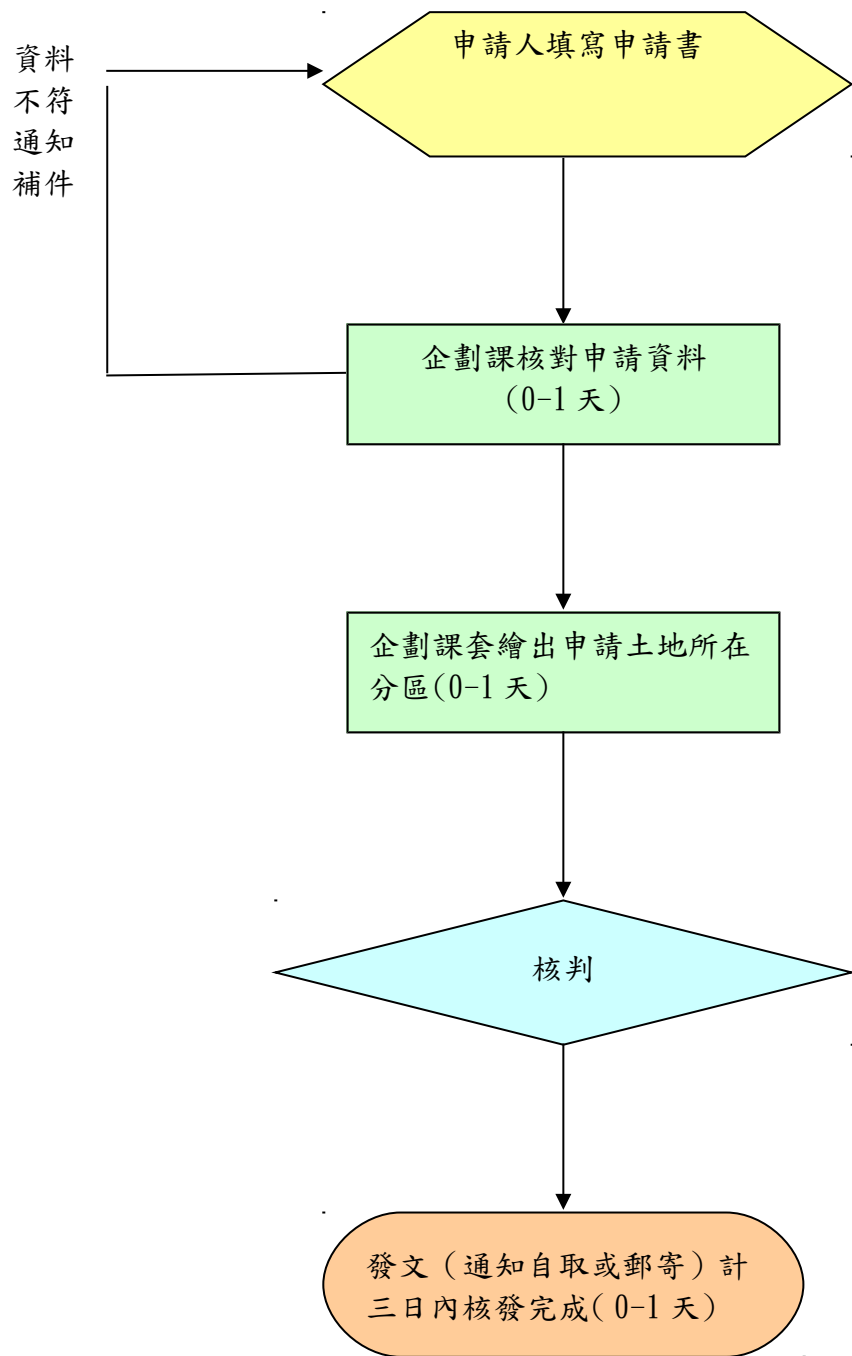 申請人填寫申請書
資料
不符
通知
補件
企劃課核對申請資料
(0-1 天)
企劃課套繪出申請土地所在
分區(0-1 天)
核判
發文（通知自取或郵寄）計
三日內核發完成( 0-1 天)